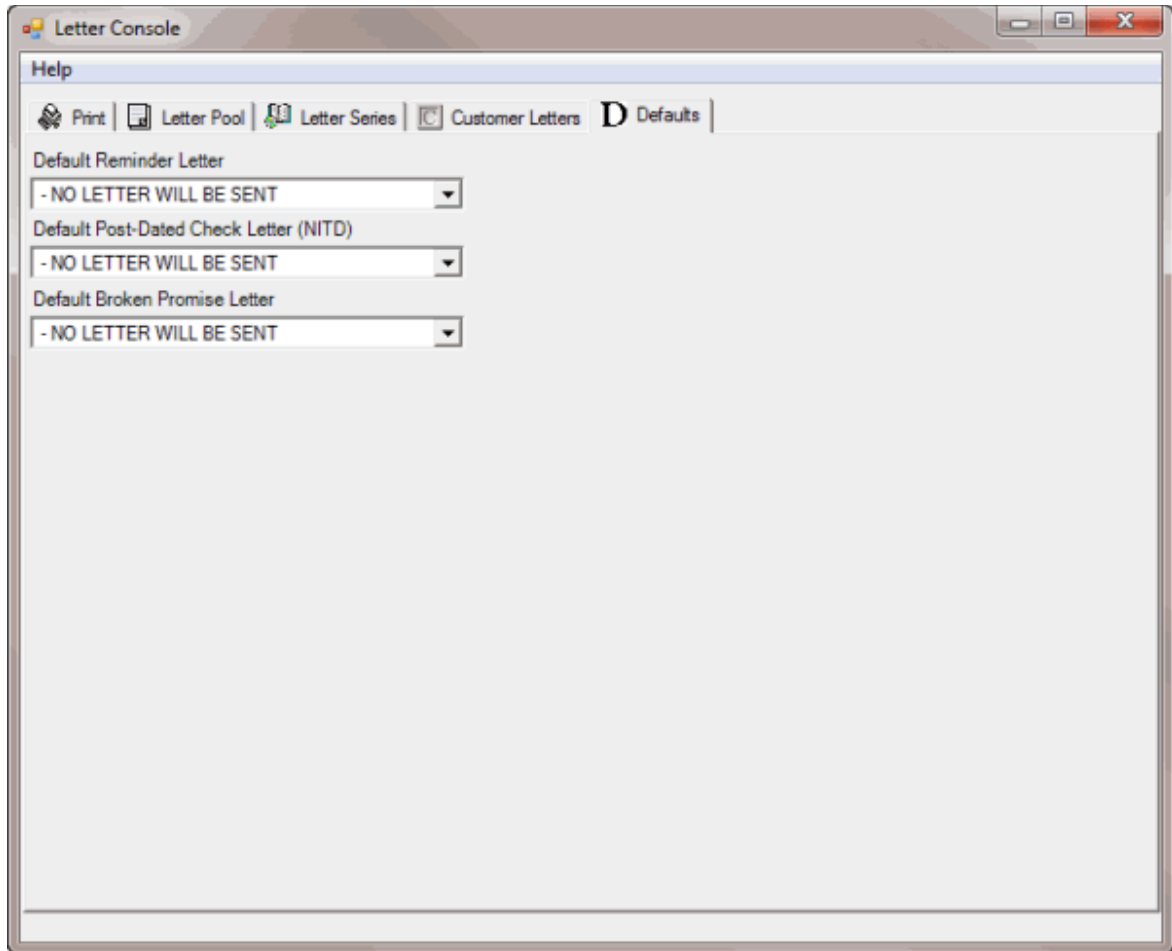 Letter Console
Help
Print Letter Pool Letter Series C Customer Letters D Defaults
Default Reminder Letter
- NO LETTER WILL BE SENT
Default Post-Dated Check Letter (NITD)
- NO LETTER WILL BE SENT
Default Broken Promise Letter
- NO LETTER WILL BE SENT